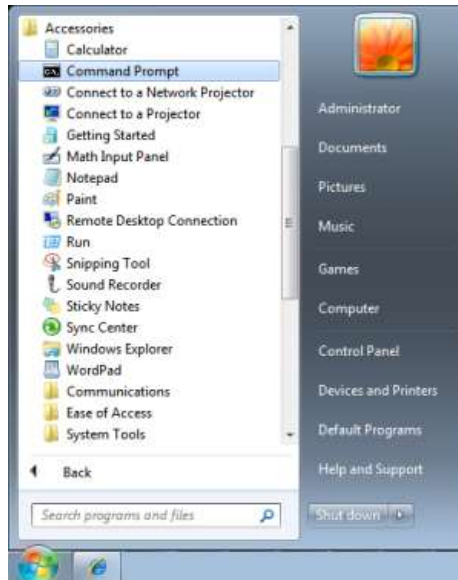 Accessories
Calculator
Command Prompt
Connect to a Network Projector
Connect to a Projector
Getting Started
Math Input Panel
Notepad
Paint
Remote Desktop Connection
Run
Snipping Tool
Sound Recorder
Sticky Notes
Sync Center
Windows Explorer
WordPad
Communications
Ease of Access
System Tools
Back
Search programs and files
Administrator
Documents
Pictures
Music
Games
Computer
Control Panel
Devices and Printers
Default Programs
Help and Support
Shut down